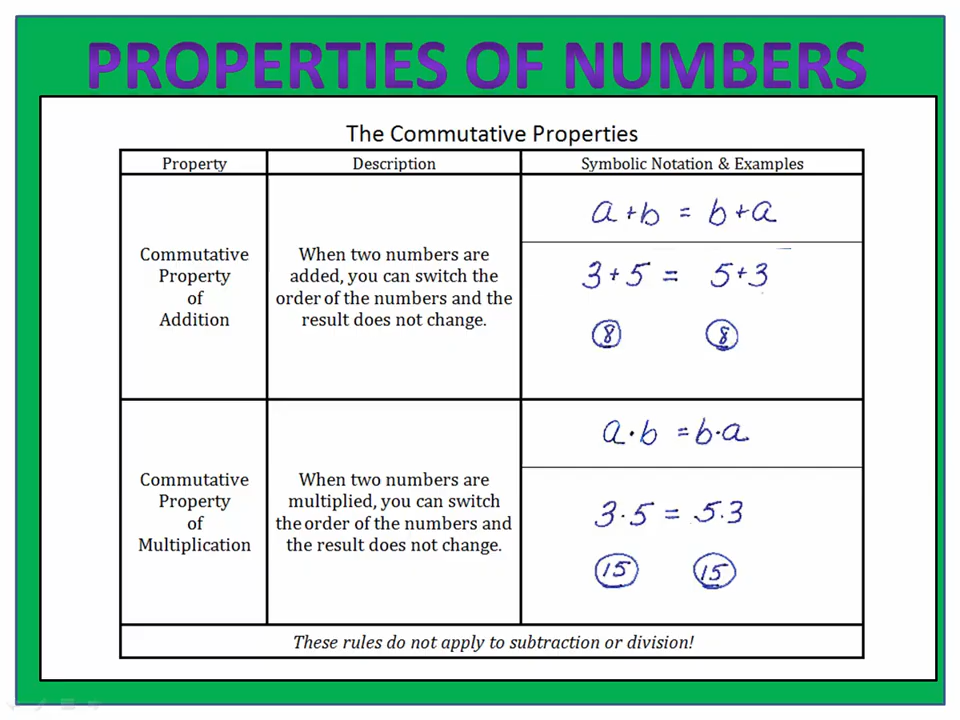 PROPERTIES OF NUMBERS
The Commutative Properties
Property
Description
Symbolic Notation & Examples
Commutative
Property
of
Addition
When two numbers are
added, you can switch the
order of the numbers and the
result does not change.
a + b = b + a
3 + 5 = 5 + 3
8 8
Commutative
Property
of
Multiplication
When two numbers are
multiplied, you can switch
the order of the numbers and
the result does not change.
a · b = b · a
3 · 5 = 5 · 3
15 15
These rules do not apply to subtraction or division!